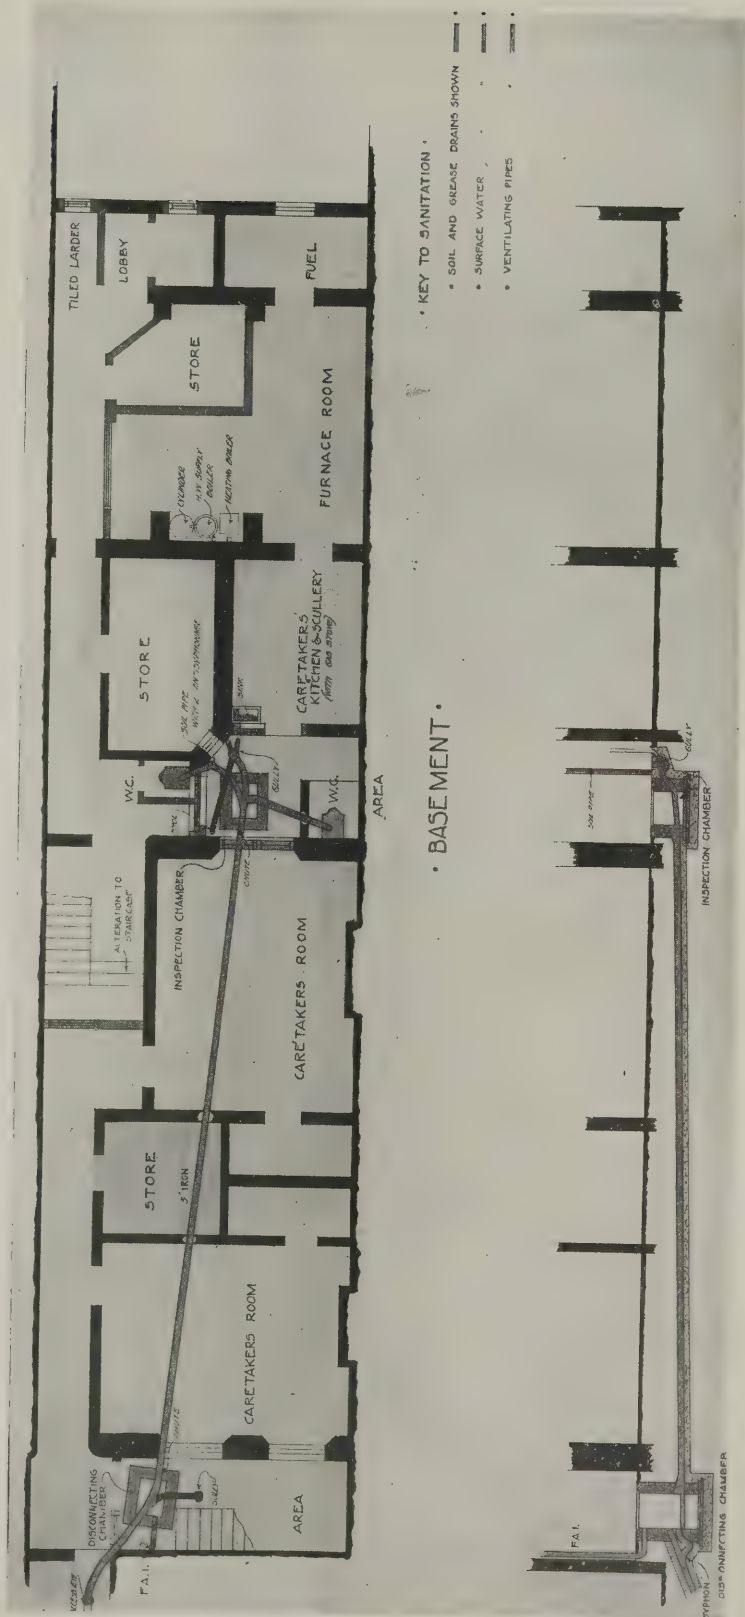 TILED LARDER
LOBBY
STORE
FUEL
CYLINDER
H.W. SUPPLY
BOILER
HEATING BOILER
FURNACE ROOM
STORE
SOIL PIPE
CARETAKERS'
KITCHEN & SCULLERY
(WITH GAS STOVE)
SINK
W.C.
GULLY
W.C.
AREA
ALTERATION TO
STAIRCASE
INSPECTION CHAMBER
CHUTE
CARETAKERS ROOM
STORE
5" IRON
CARETAKERS ROOM
CHUTE
DISCONNECTING
CHAMBER
F.A.I.
GULLY
AREA
• BASEMENT •
• KEY TO SANITATION •
• SOIL AND GREASE DRAINS SHOWN
• SURFACE WATER
• VENTILATING PIPES
SOIL PIPE
GULLY
INSPECTION CHAMBER
F.A.I.
SYPHON
DISCONNECTING CHAMBER